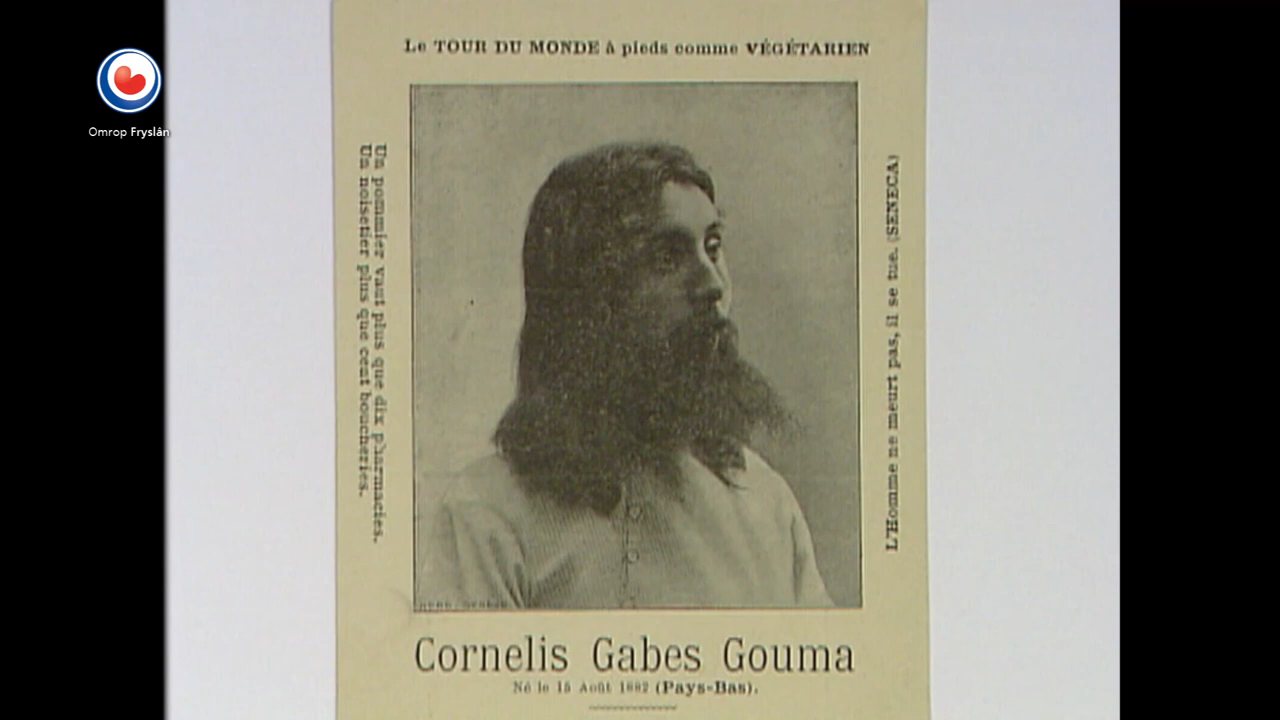 Omrop Fryslân
Le TOUR DU MONDE à pieds comme VÉGÉTARIEN
Un pommier vaut plus que dix pharmacies.
Un noisetier plus que cent boucheries.
L'Homme ne meurt pas, il se tue. (SENECA)
Cornelis Gabes Gouma
Né le 15 Août 1882 (Pays-Bas).